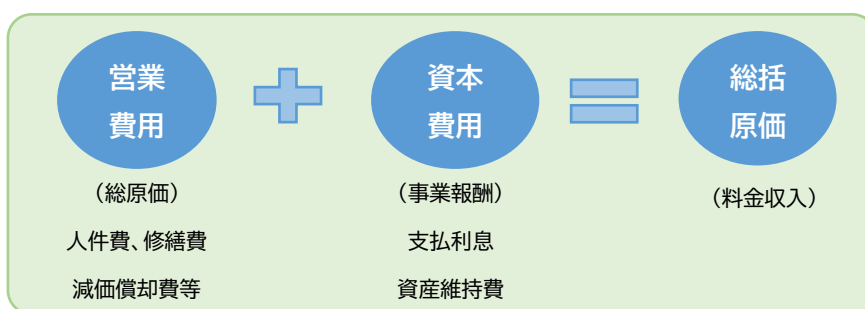 営業
費用
資本
費用
総括
原価
（総原価）
人件費、修繕費
減価償却費等
（事業報酬）
支払利息
資産維持費
（料金収入）